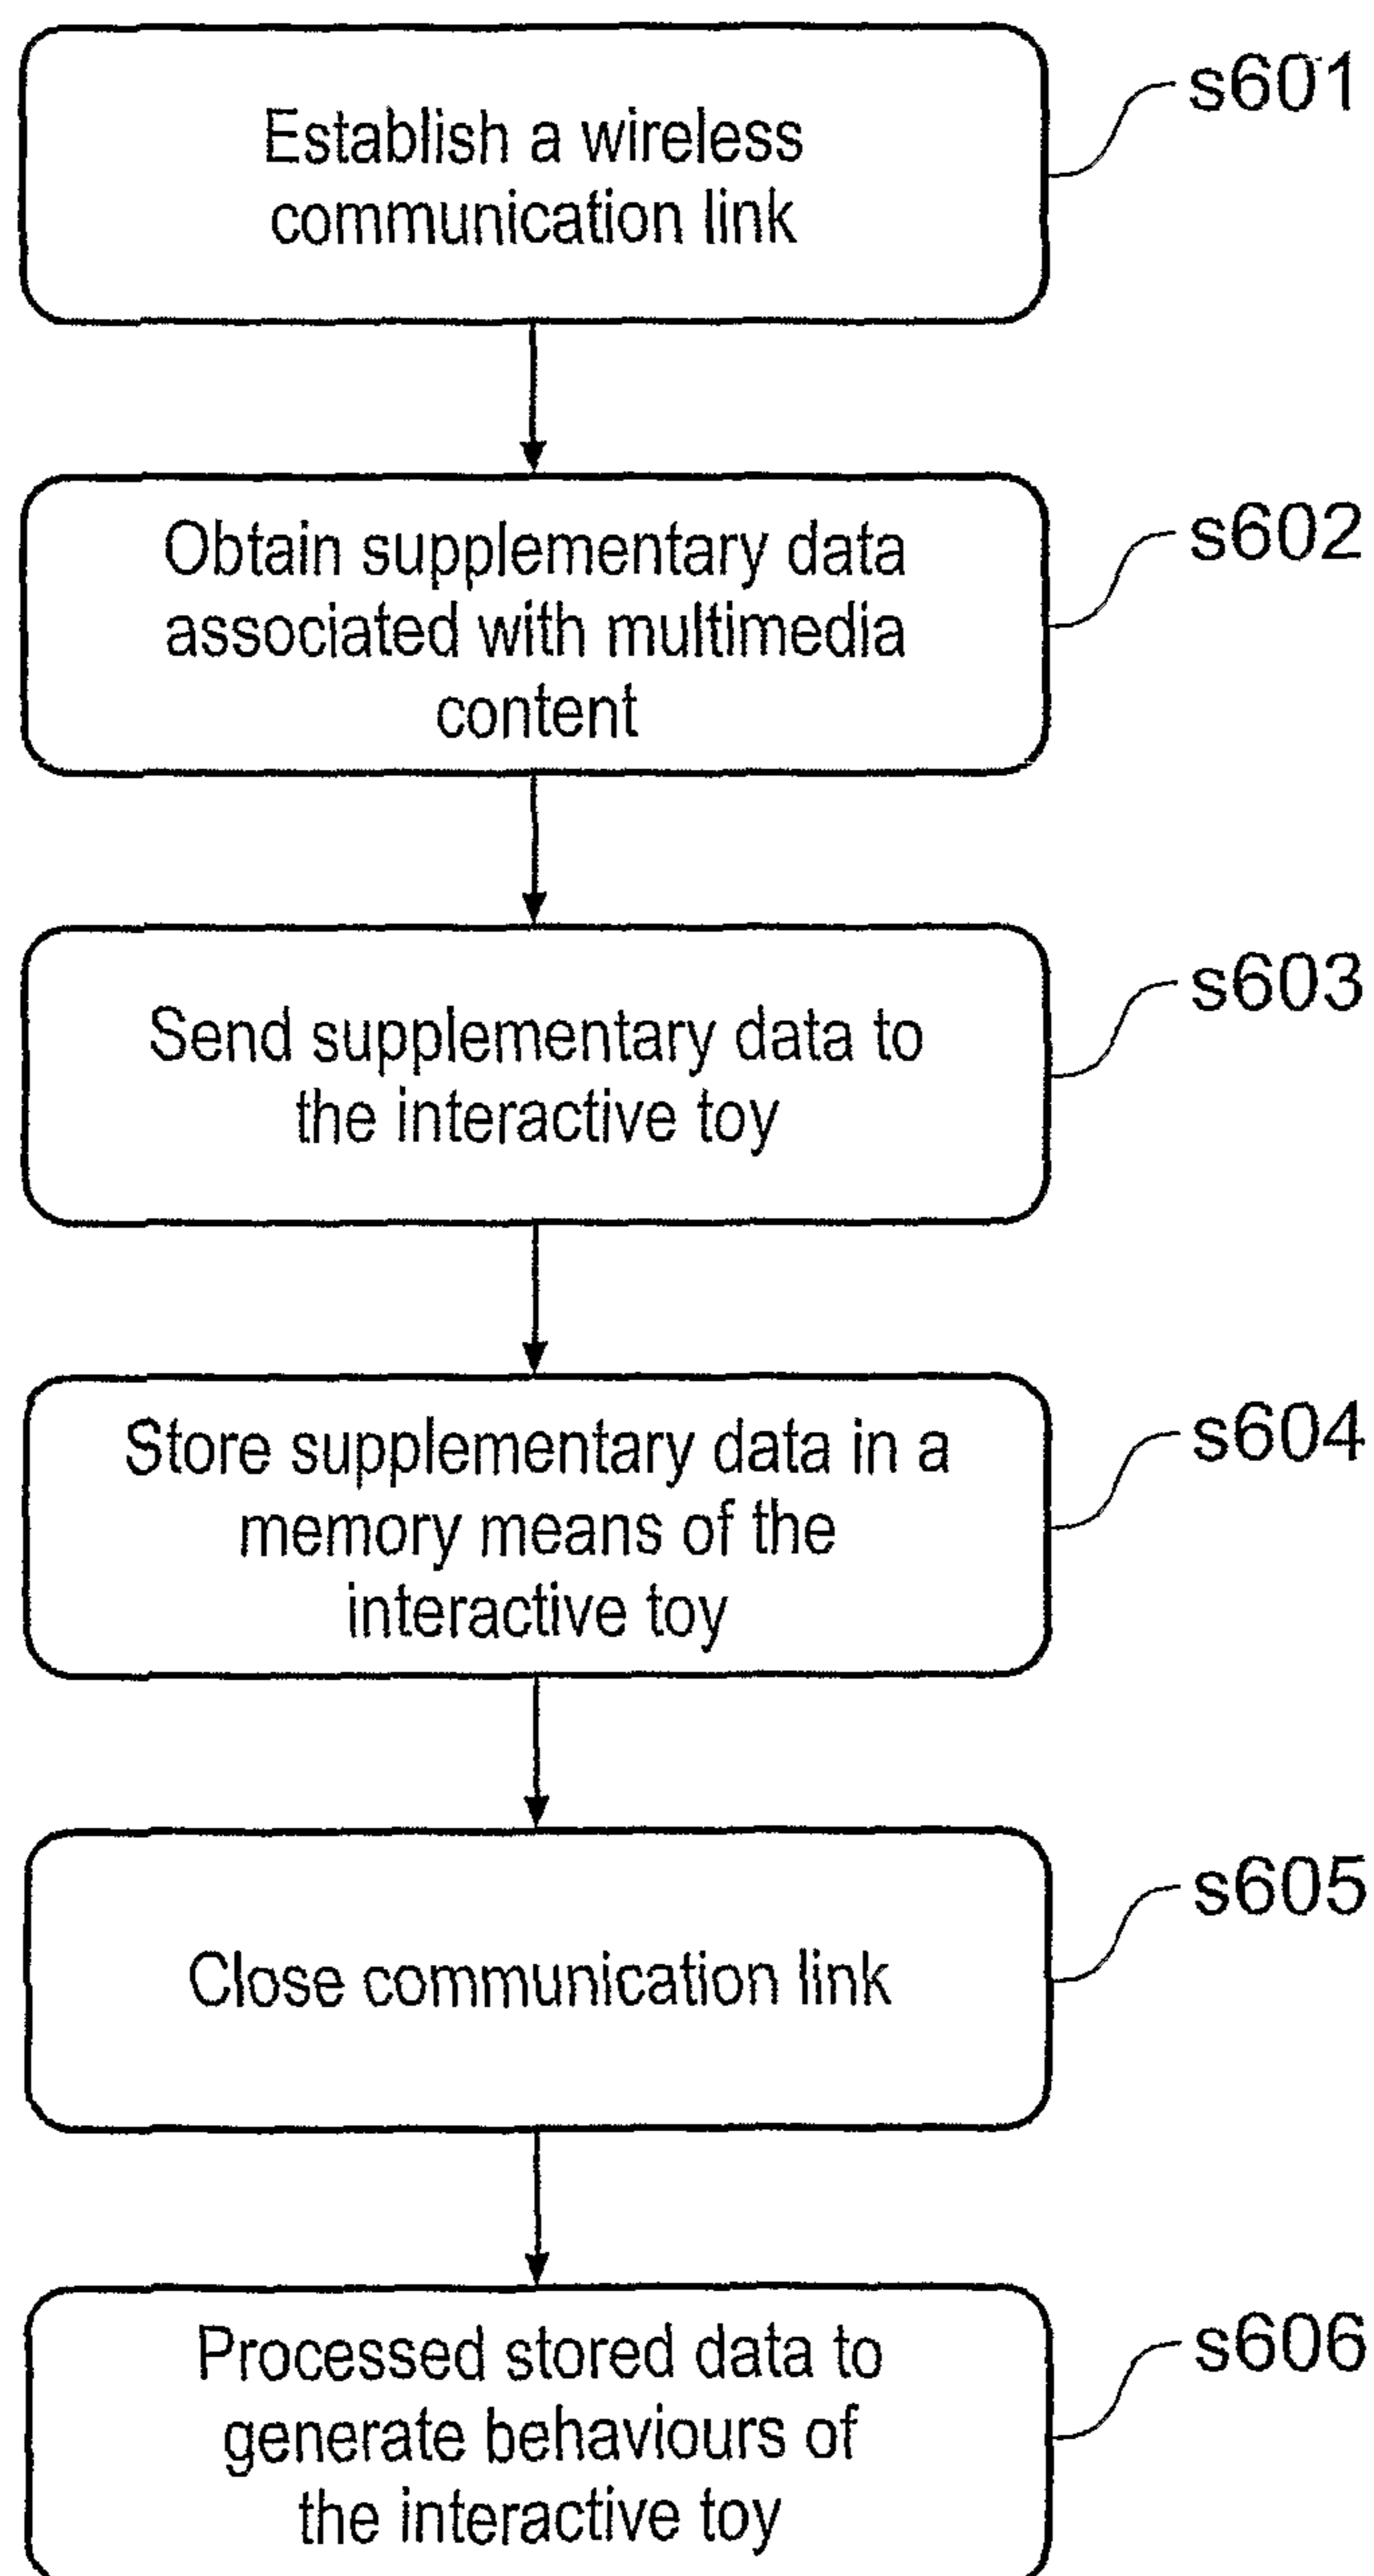 Establish a wireless
communication link
s601
Obtain supplementary data
associated with multimedia
content
s602
Send supplementary data to
the interactive toy
s603
Store supplementary data in a
memory means of the
interactive toy
s604
Close communication link
s605
Processed stored data to
generate behaviours of
the interactive toy
s606